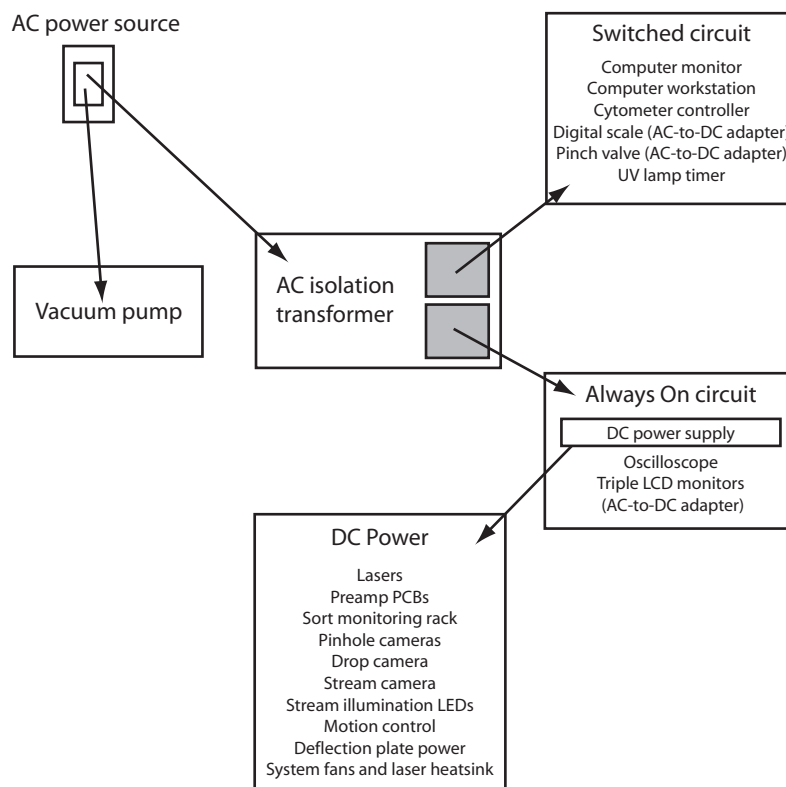 AC power source
Switched circuit
Computer monitor
Computer workstation
Cytometer controller
Digital scale (AC-to-DC adapter)
Pinch valve (AC-to-DC adapter)
UV lamp timer
Vacuum pump
AC isolation
transformer
Always On circuit
DC power supply
Oscilloscope
Triple LCD monitors
(AC-to-DC adapter)
DC Power
Lasers
Preamp PCBs
Sort monitoring rack
Pinhole cameras
Drop camera
Stream camera
Stream illumination LEDs
Motion control
Deflection plate power
System fans and laser heatsink